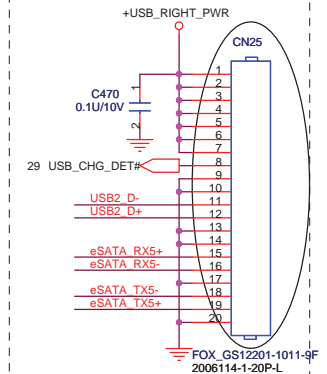 +USB_RIGHT_PWR
CN25
C470
0.1U/10V
1
2
1
2
3
4
5
6
7
29 USB_CHG_DET#
8
9
10
USB2_D- 11
USB2_D+ 12
13
14
eSATA_RX5+ 15
eSATA_RX5- 16
17
eSATA_TX5- 18
eSATA_TX5+ 19
20
FOX_GS12201-1011-9F
2006114-1-20P-L